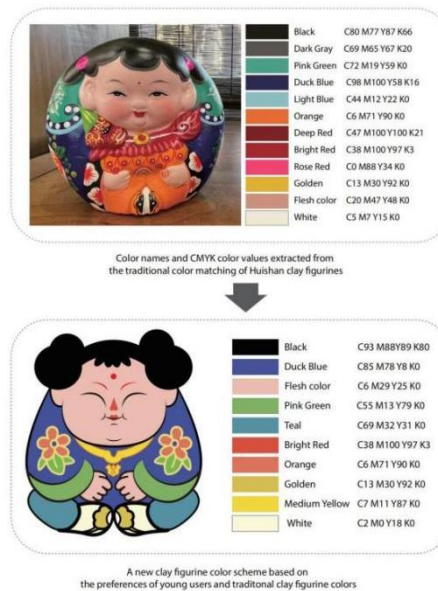 Black C80 M77 Y87 K66
Dark Gray C69 M65 Y67 K20
Pink Green C72 M19 Y59 K0
Duck Blue C98 M100 Y58 K16
Light Blue C44 M12 Y22 K0
Orange C6 M71 Y90 K0
Deep Red C47 M100 Y100 K21
Bright Red C38 M100 Y97 K3
Rose Red C0 M88 Y34 K0
Golden C13 M30 Y92 K0
Flesh color C20 M47 Y48 K0
White C5 M7 Y15 K0
Color names and CMYK color values extracted from
the traditional color matching of Huishan clay figurines
Black C93 M88Y89 K80
Duck Blue C85 M78 Y8 K0
Flesh color C6 M29 Y25 K0
Pink Green C55 M13 Y79 K0
Teal C69 M32 Y31 K0
Bright Red C38 M100 Y97 K3
Orange C6 M71 Y90 K0
Golden C13 M30 Y92 K0
Medium Yellow C7 M11 Y87 K0
White C2 M0 Y18 K0
A new clay figurine color scheme based on
the preferences of young users and traditonal clay figurine colors